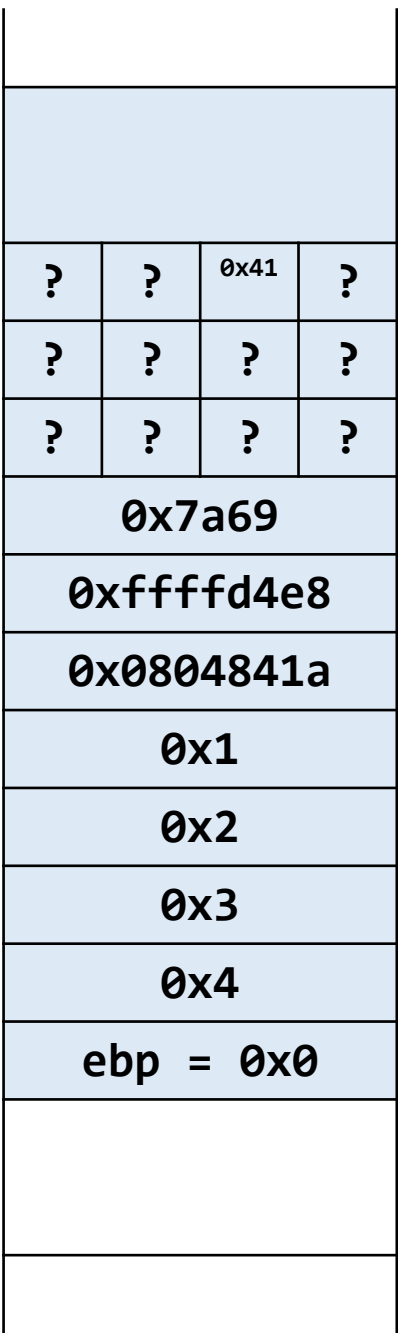 ? ? 0x41 ?
? ? ? ?
? ? ? ?
0x7a69
0xffffd4e8
0x0804841a
0x1
0x2
0x3
0x4
ebp = 0x0